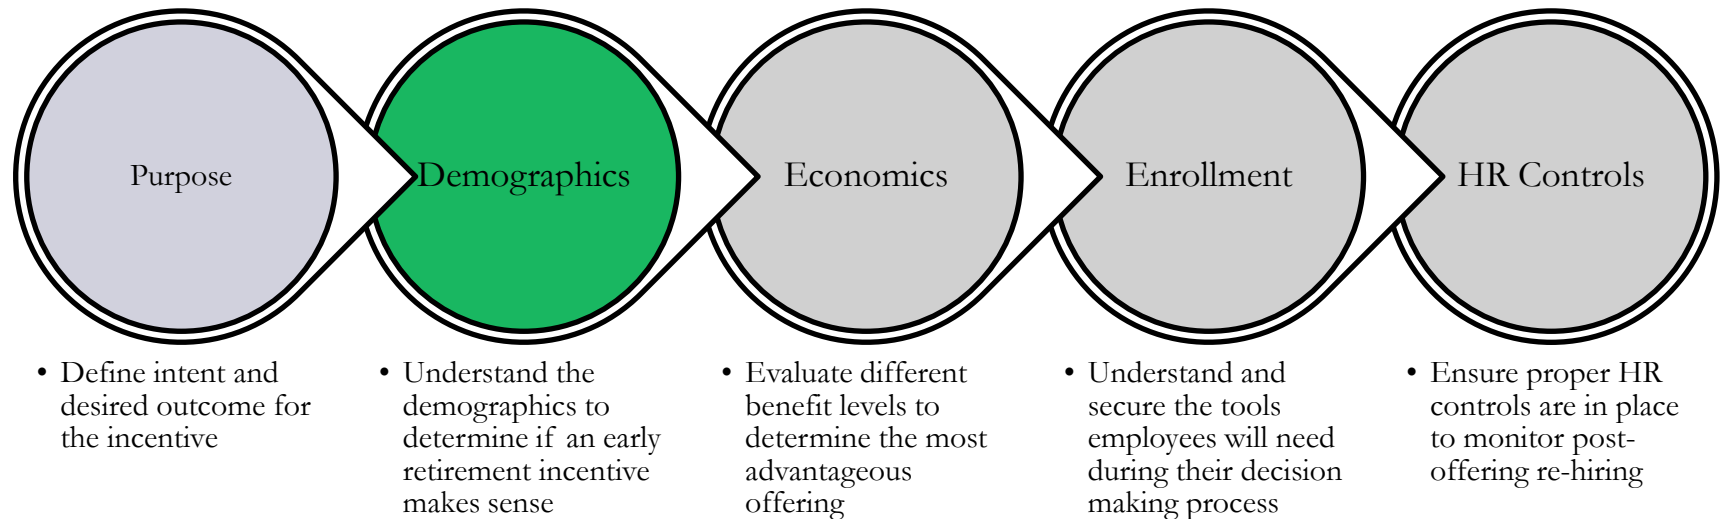 Purpose
Demographics
Economics
Enrollment
HR Controls
• Define intent and
desired outcome for
the incentive
• Understand the
demographics to
determine if an early
retirement incentive
makes sense
• Evaluate different
benefit levels to
determine the most
advantageous
offering
• Understand and
secure the tools
employees will need
during their decision
making process
• Ensure proper HR
controls are in place
to monitor post-
offering re-hiring